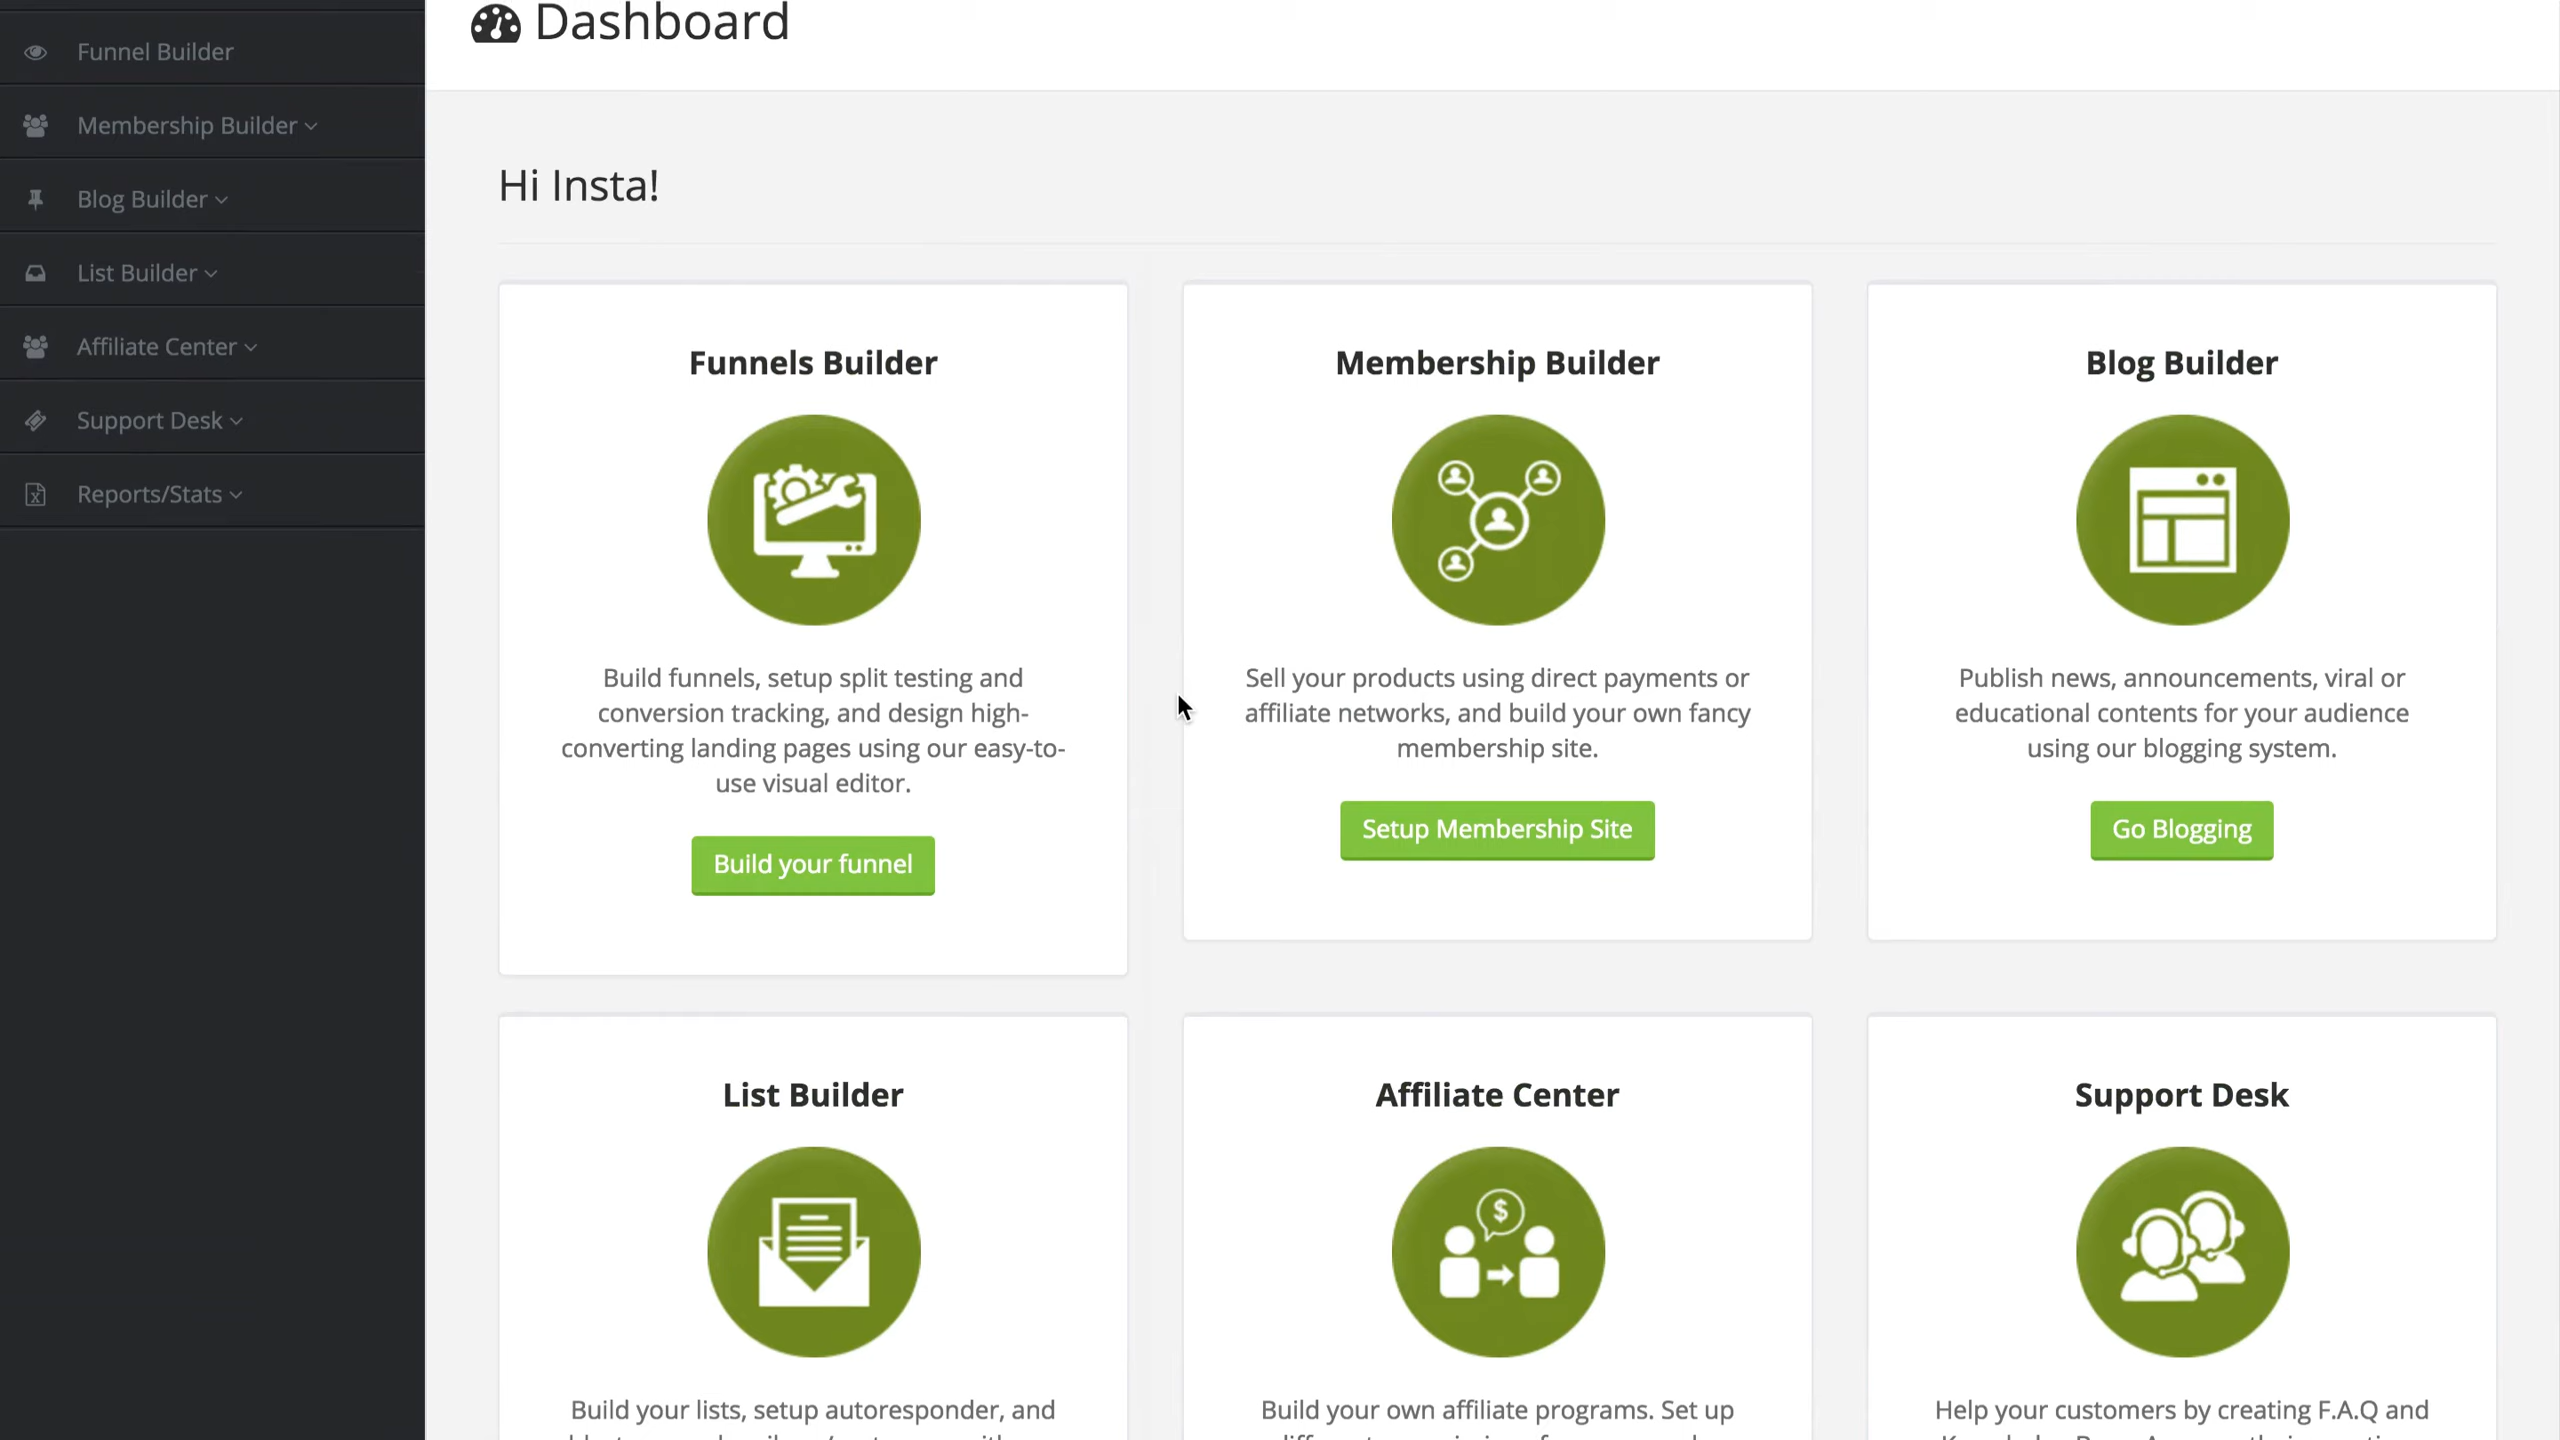 Dashboard
Funnel Builder
Membership Builder
Blog Builder
List Builder
Affiliate Center
Support Desk
Reports/Stats
Hi Insta!
Funnels Builder
Build funnels, setup split testing and
conversion tracking, and design high-
converting landing pages using our easy-to-
use visual editor.
Build your funnel
Membership Builder
Sell your products using direct payments or
affiliate networks, and build your own fancy
membership site.
Setup Membership Site
Blog Builder
Publish news, announcements, viral or
educational contents for your audience
using our blogging system.
Go Blogging
List Builder
Build your lists, setup autoresponder, and
Affiliate Center
$
Build your own affiliate programs. Set up
Support Desk
Help your customers by creating F.A.Q and